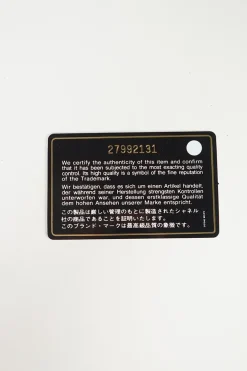 27992131
We certify the authenticity of this item and confirm
that it has been subjected to the most exacting quality
control. Its high quality is a symbol of the fine reputation
of the Trademark.
Wir bestätigen, dass es sich um einen Artikel handelt,
der während seiner Herstellung strengsten Kontrollen
unterworfen war, und dessen erstklassige Qualität
dem hohen Ansehen unserer Marke entspricht.
この製品は厳しい管理のもとに製造されたシャネル
社の商品であることを証明いたします。
このブランド・マークは最高級品質の象徴です。